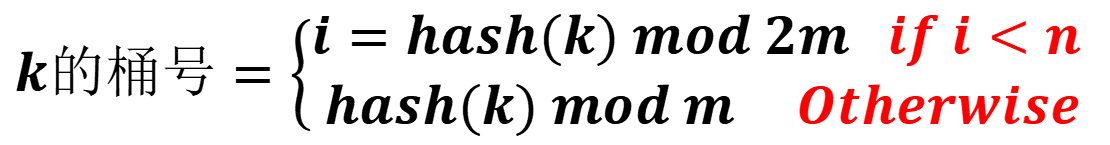 i = hash(k) mod 2m if i < n
k的桶号 =
hash(k) mod m Otherwise